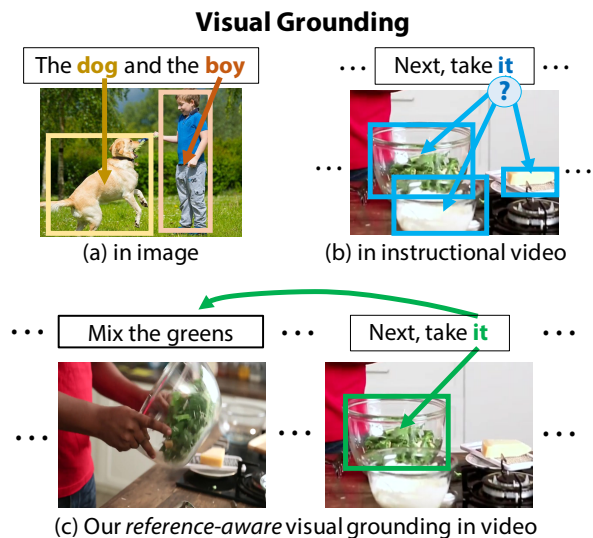 Visual Grounding
The dog and the boy
... Next, take it ...
?
... ...
(a) in image
(b) in instructional video
... Mix the greens ... Next, take it ...
... ... ...
(c) Our reference-aware visual grounding in video